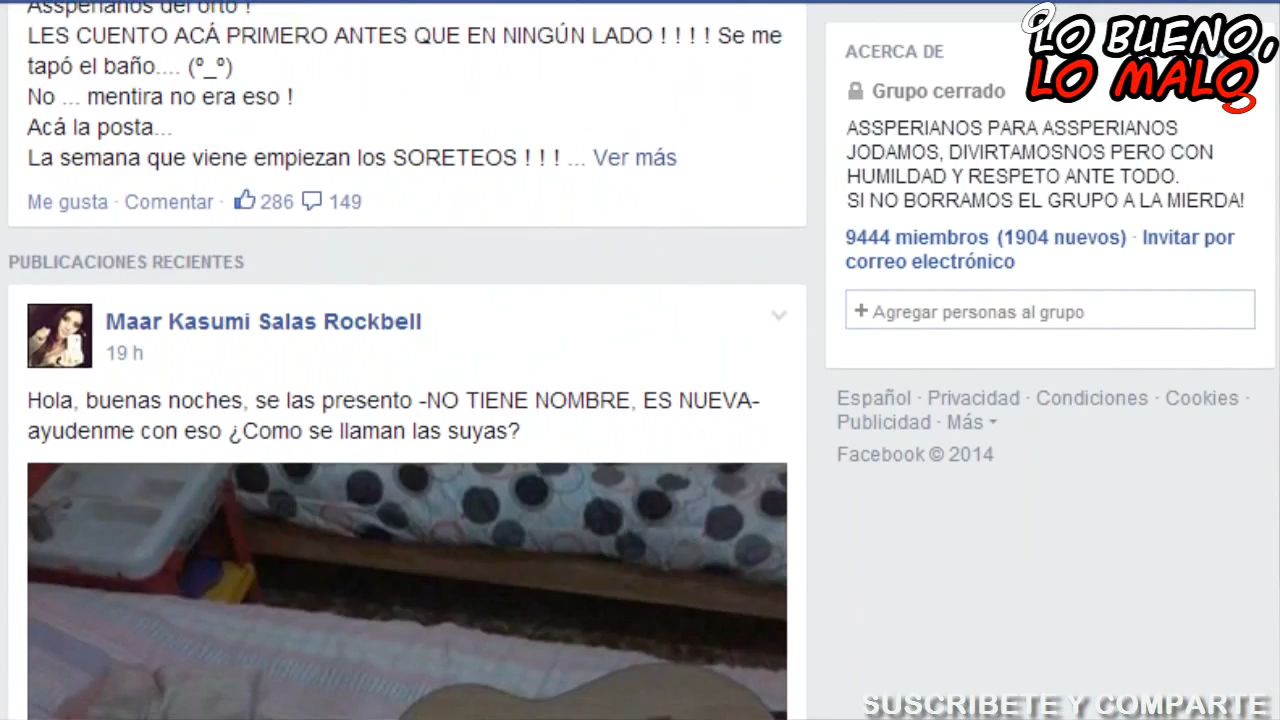 Assperianos del orto !
LES CUENTO ACÁ PRIMERO ANTES QUE EN NINGÚN LADO ! ! ! ! Se me
tapó el baño.... (º_º)
No ... mentira no era eso !
Acá la posta...
La semana que viene empiezan los SORETEOS ! ! ! ... Ver más
Me gusta · Comentar · 286 149
PUBLICACIONES RECIENTES
Maar Kasumi Salas Rockbell
19 h
Hola, buenas noches, se las presento -NO TIENE NOMBRE, ES NUEVA-
ayudenme con eso ¿Como se llaman las suyas?
LO BUENO,
LO MALO
ACERCA DE
Grupo cerrado
ASSPERIANOS PARA ASSPERIANOS
JODAMOS, DIVIRTAMOSNOS PERO CON
HUMILDAD Y RESPETO ANTE TODO.
SI NO BORRAMOS EL GRUPO A LA MIERDA!
9444 miembros (1904 nuevos) · Invitar por
correo electrónico
+ Agregar personas al grupo
Español · Privacidad · Condiciones · Cookies ·
Publicidad · Más
Facebook © 2014
SUSCRIBETE Y COMPARTE